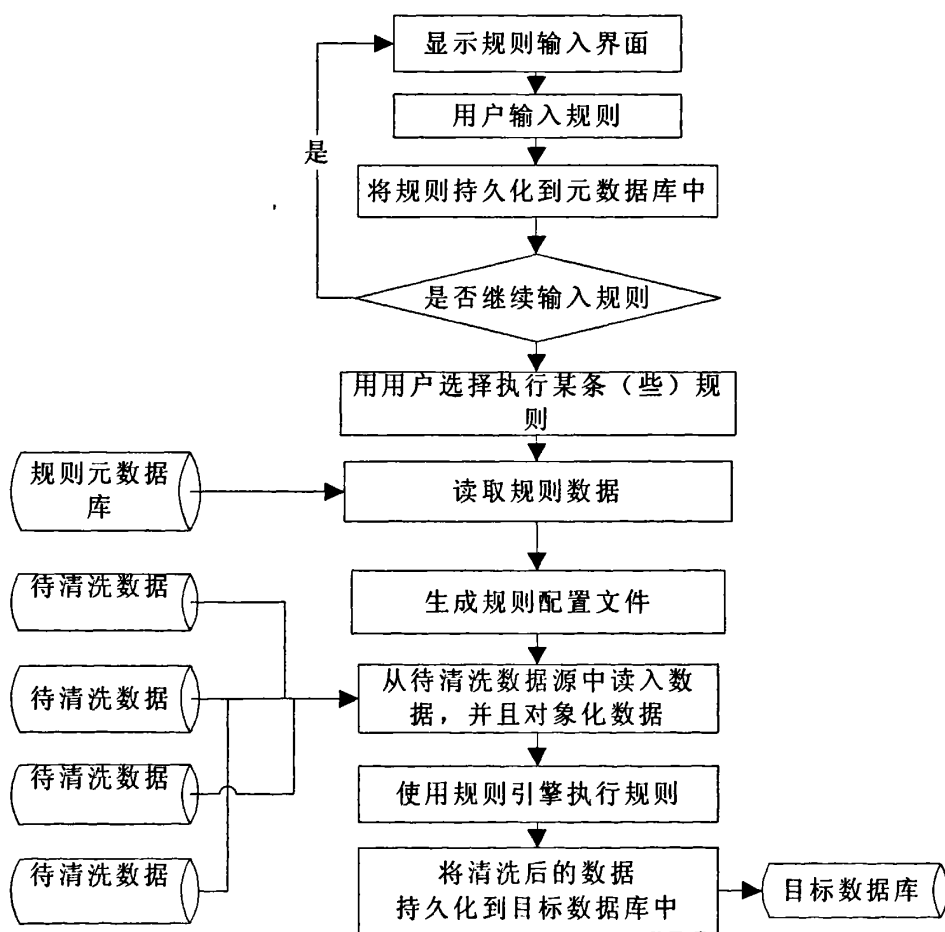 显示规则输入界面
用户输入规则
是
将规则持久化到元数据库中
是否继续输入规则
用用户选择执行某条（些）规
则
规则元数据
库
读取规则数据
待清洗数据
生成规则配置文件
待清洗数据
从待清洗数据源中读入数
据，并且对象化数据
待清洗数据
使用规则引擎执行规则
待清洗数据
将清洗后的数据
持久化到目标数据库中
目标数据库